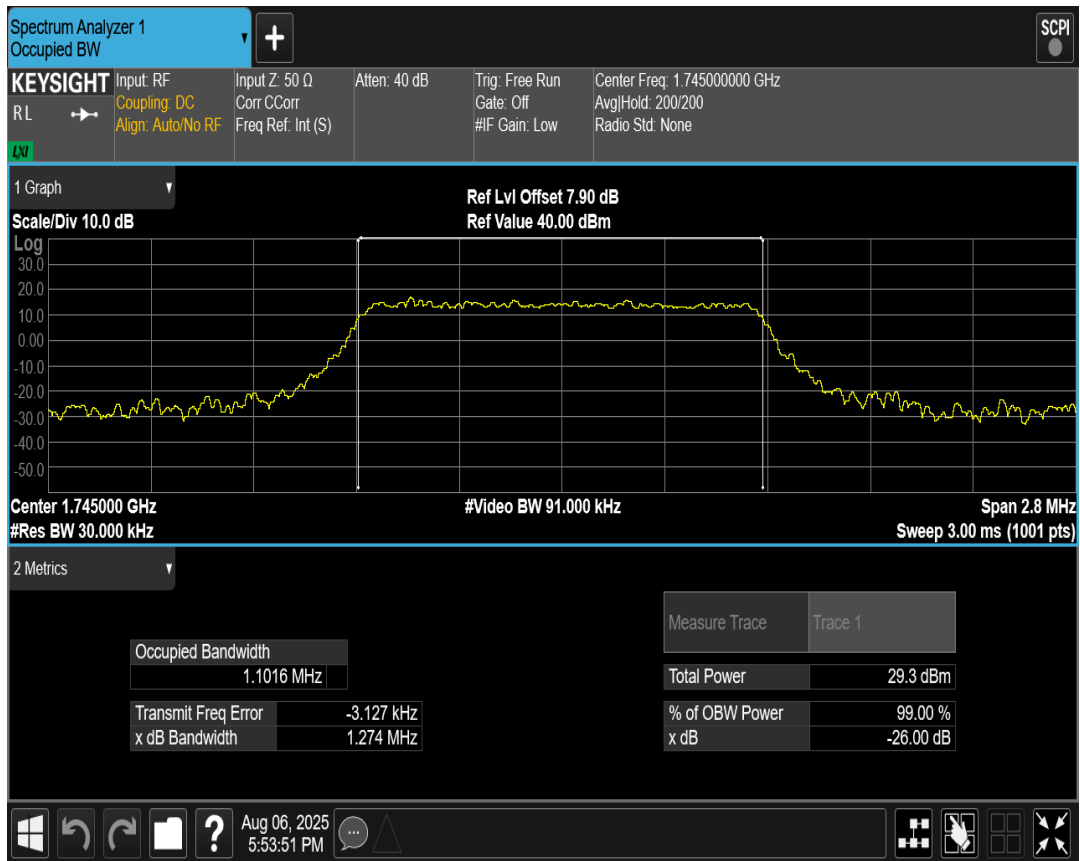 Spectrum Analyzer 1
Occupied BW
+
SCPI
KEYSIGHT
RL
LXI
Input: RF
Coupling: DC
Align: Auto/No RF
Input Z: 50 Ω
Corr CCorr
Freq Ref: Int (S)
Atten: 40 dB
Trig: Free Run
Gate: Off
#IF Gain: Low
Center Freq: 1.745000000 GHz
Avg|Hold: 200/200
Radio Std: None
1 Graph
Scale/Div 10.0 dB
Ref Lvl Offset 7.90 dB
Ref Value 40.00 dBm
Log
30.0
20.0
10.0
0.00
-10.0
-20.0
-30.0
-40.0
-50.0
Center 1.745000 GHz
#Res BW 30.000 kHz
#Video BW 91.000 kHz
Span 2.8 MHz
Sweep 3.00 ms (1001 pts)
2 Metrics
Measure Trace Trace 1
Occupied Bandwidth
1.1016 MHz
Total Power 29.3 dBm
Transmit Freq Error -3.127 kHz
x dB Bandwidth 1.274 MHz
% of OBW Power 99.00 %
x dB -26.00 dB
?
Aug 06, 2025
5:53:51 PM